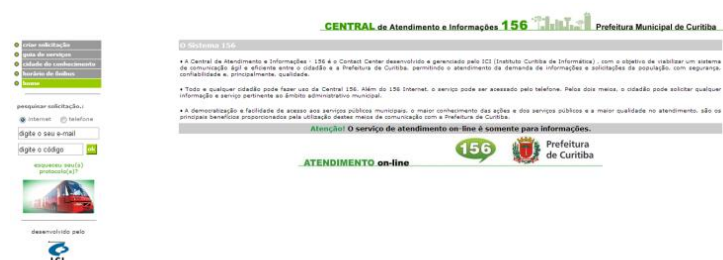 CENTRAL de Atendimento e Informações 156
Prefeitura Municipal de Curitiba
criar solicitação
guia de serviços
cidade do conhecimento
horário de ônibus
home
pesquisar solicitação.:
internet telefone
digite o seu e-mail
digite o código ok
esqueceu seu(s)
protocolo(s)?
desenvolvido pelo
ICI
O Sistema 156
• A Central de Atendimento e Informações - 156 é o Contact Center desenvolvido e gerenciado pelo ICI (Instituto Curitiba de Informática) , com o objetivo de viabilizar um sistema
de comunicação ágil e eficiente entre o cidadão e a Prefeitura de Curitiba, permitindo o atendimento da demanda de informações e solicitações da população, com segurança,
confiabilidade e, principalmente, qualidade.
• Todo e qualquer cidadão pode fazer uso da Central 156. Além do 156 Internet, o serviço pode ser acessado pelo telefone. Pelos dois meios, o cidadão pode solicitar qualquer
informação e serviço pertinente ao âmbito administrativo municipal.
• A democratização e facilidade de acesso aos serviços públicos municipais, o maior conhecimento das ações e dos serviços públicos e a maior qualidade no atendimento, são os
principais benefícios proporcionados pela utilização destes meios de comunicação com a Prefeitura de Curitiba.
Atenção! O serviço de atendimento on-line é somente para informações.
ATENDIMENTO on-line
156
Prefeitura
de Curitiba